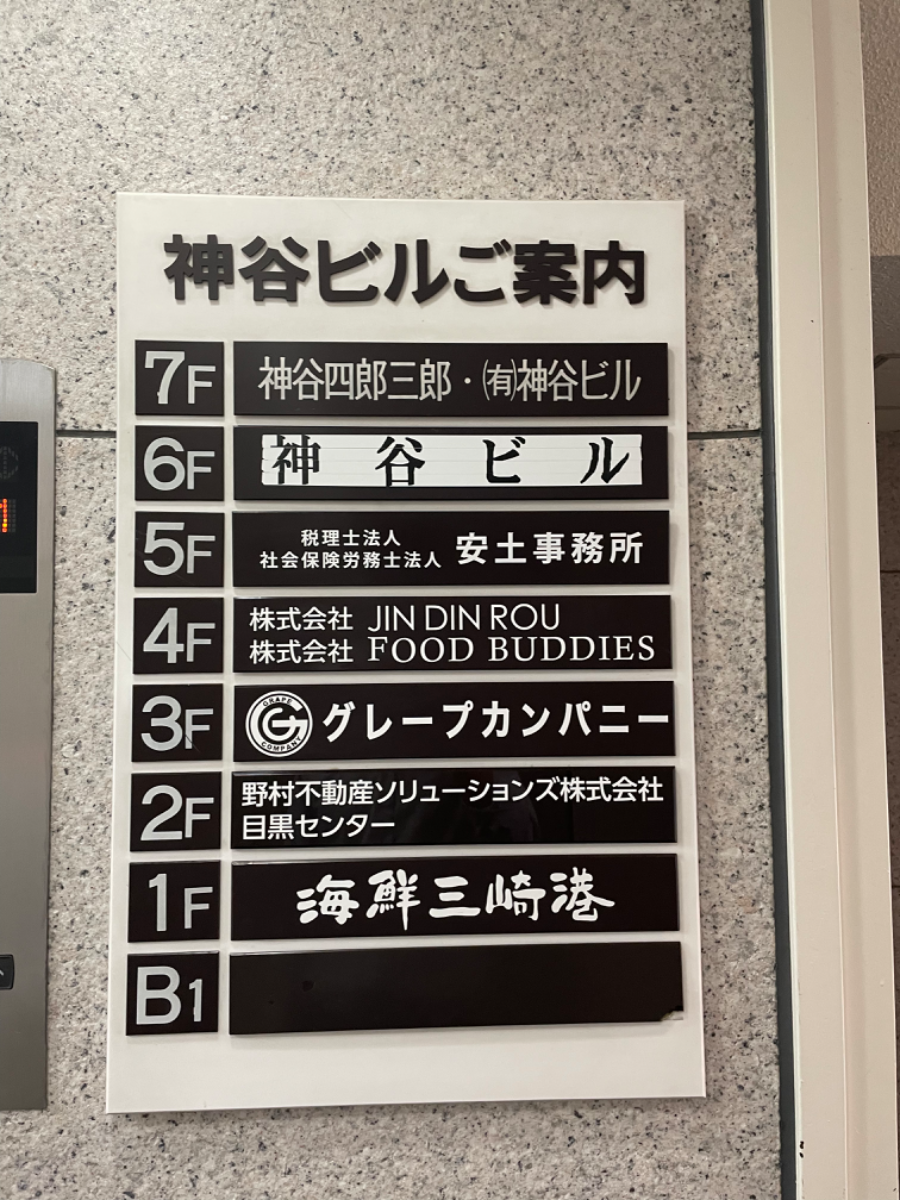 神谷ビルご案内
7F 神谷四郎三郎・㈲神谷ビル
6F 神谷ビル
5F 税理士法人
社会保険労務士法人 安土事務所
4F 株式会社 JIN DIN ROU
株式会社 FOOD BUDDIES
3F GRAPE COMPANY グレープカンパニー
2F 野村不動産ソリューションズ株式会社
目黒センター
1F 海鮮三崎港
B1
1